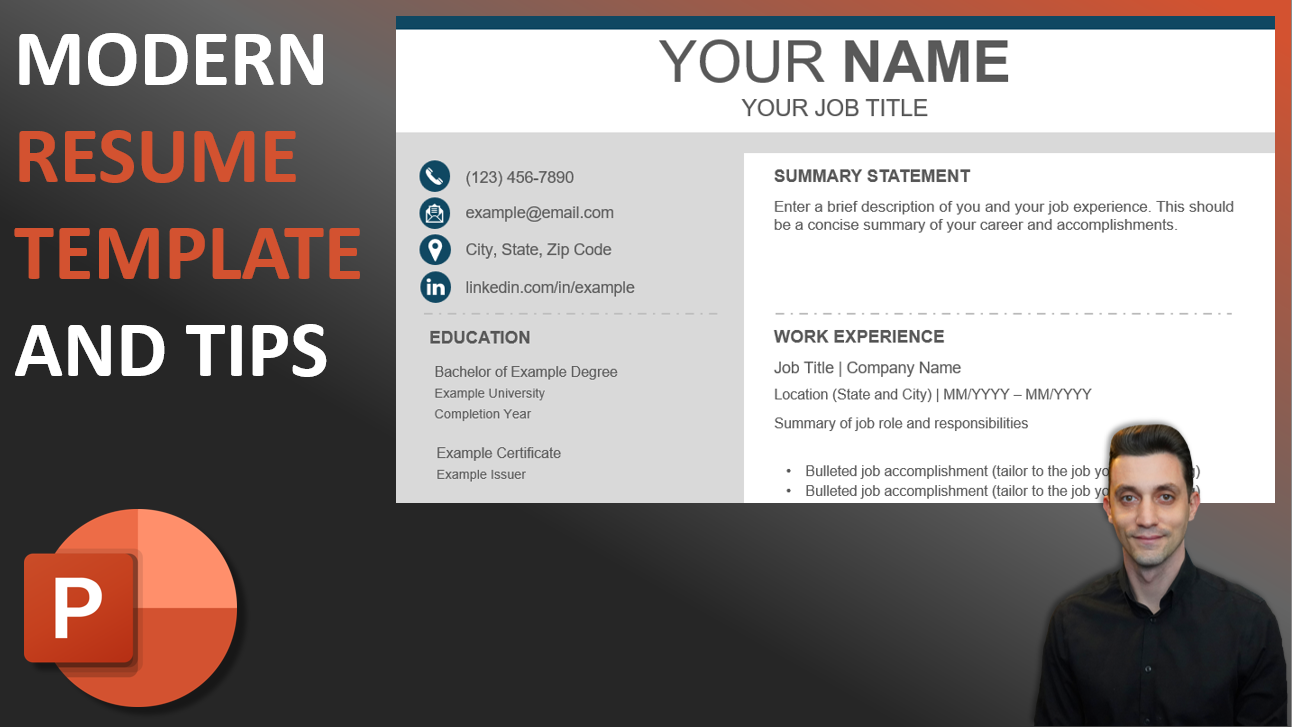 MODERN
RESUME
TEMPLATE
AND TIPS
P
YOUR NAME
YOUR JOB TITLE
(123) 456-7890
example@email.com
City, State, Zip Code
in
linkedin.com/in/example
EDUCATION
Bachelor of Example Degree
Example University
Completion Year
Example Certificate
Example Issuer
SUMMARY STATEMENT
Enter a brief description of you and your job experience. This should
be a concise summary of your career and accomplishments.
WORK EXPERIENCE
Job Title | Company Name
Location (State and City) | MM/YYYY – MM/YYYY
Summary of job role and responsibilities
• Bulleted job accomplishment (tailor to the job
• Bulleted job accomplishment (tailor to the job